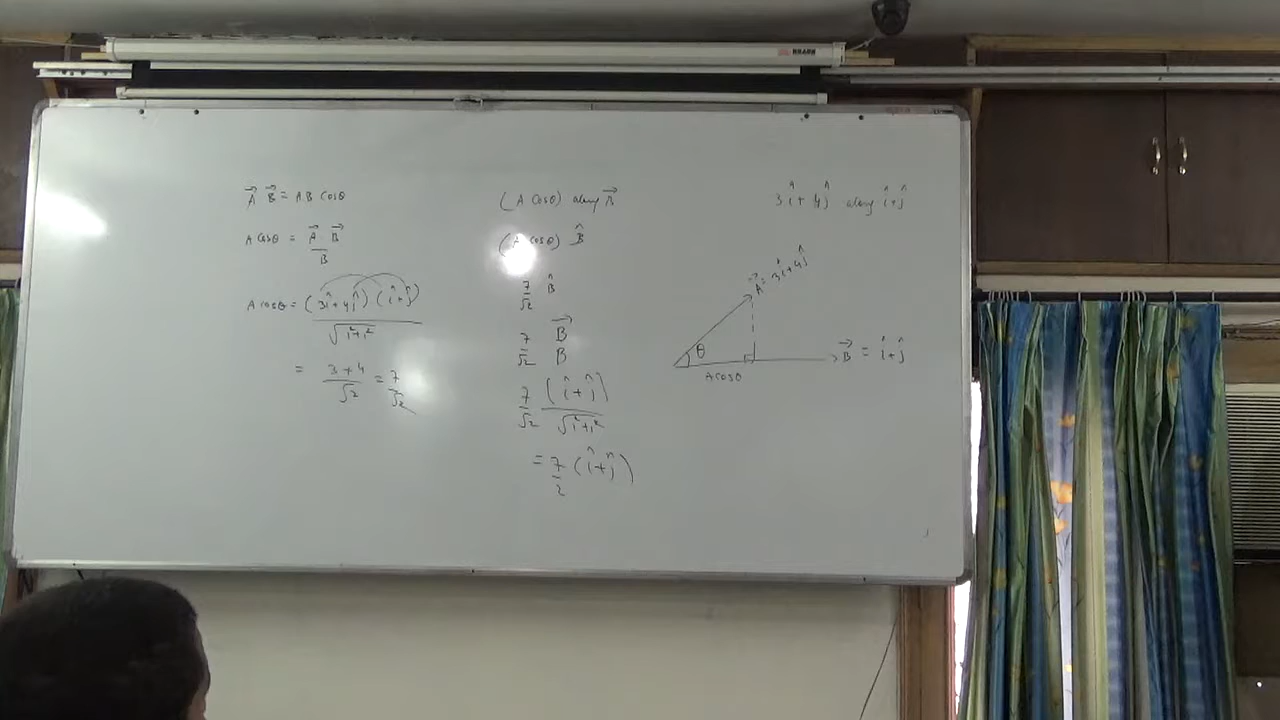 A⃗ B⃗ = AB cosθ
A cosθ = A⃗ . B⃗ / B
A cosθ = (3î+4ĵ) (î+ĵ) / √1²+1²
= 3+4 / √2 = 7/√2
(A cosθ) along B⃗
(A cosθ) B̂
7/√2 B̂
7/√2 B⃗/B
7/√2 (î+ĵ) / √1²+1²
= 7/2 (î+ĵ)
3î+4ĵ along î+ĵ
A⃗ = 3î+4ĵ
θ
B⃗ = î+ĵ
A cosθ